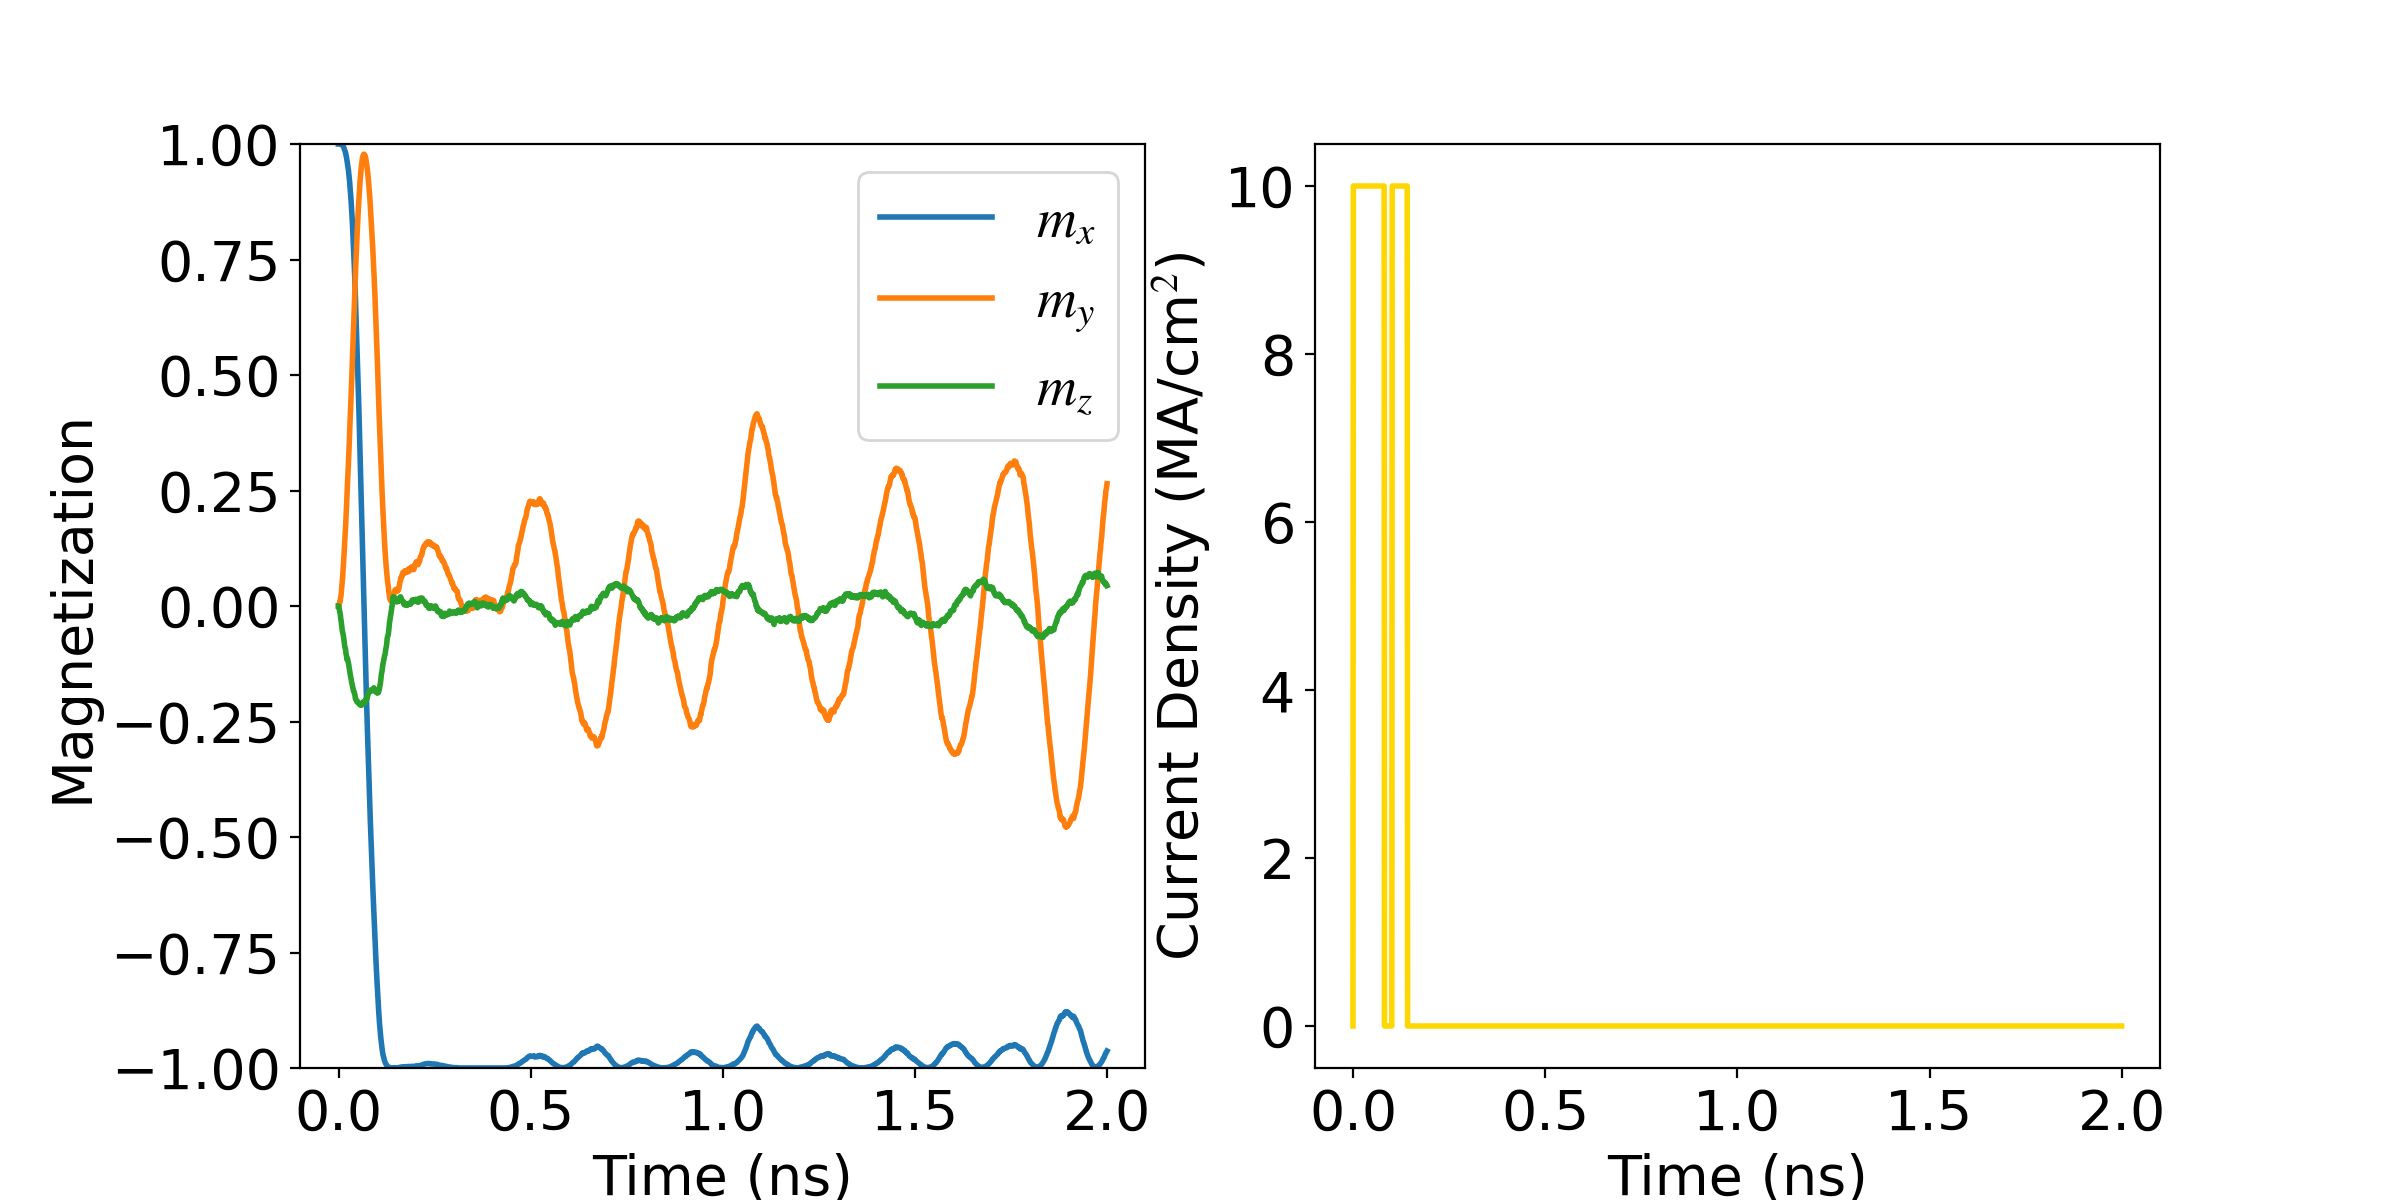 1.00
0.75
0.50
0.25
0.00
−0.25
−0.50
−0.75
−1.00
Magnetization
0.0 0.5 1.0 1.5 2.0
Time (ns)
m_x
m_y
m_z
10
8
6
4
2
0
Current Density (MA/cm²)
0.0 0.5 1.0 1.5 2.0
Time (ns)